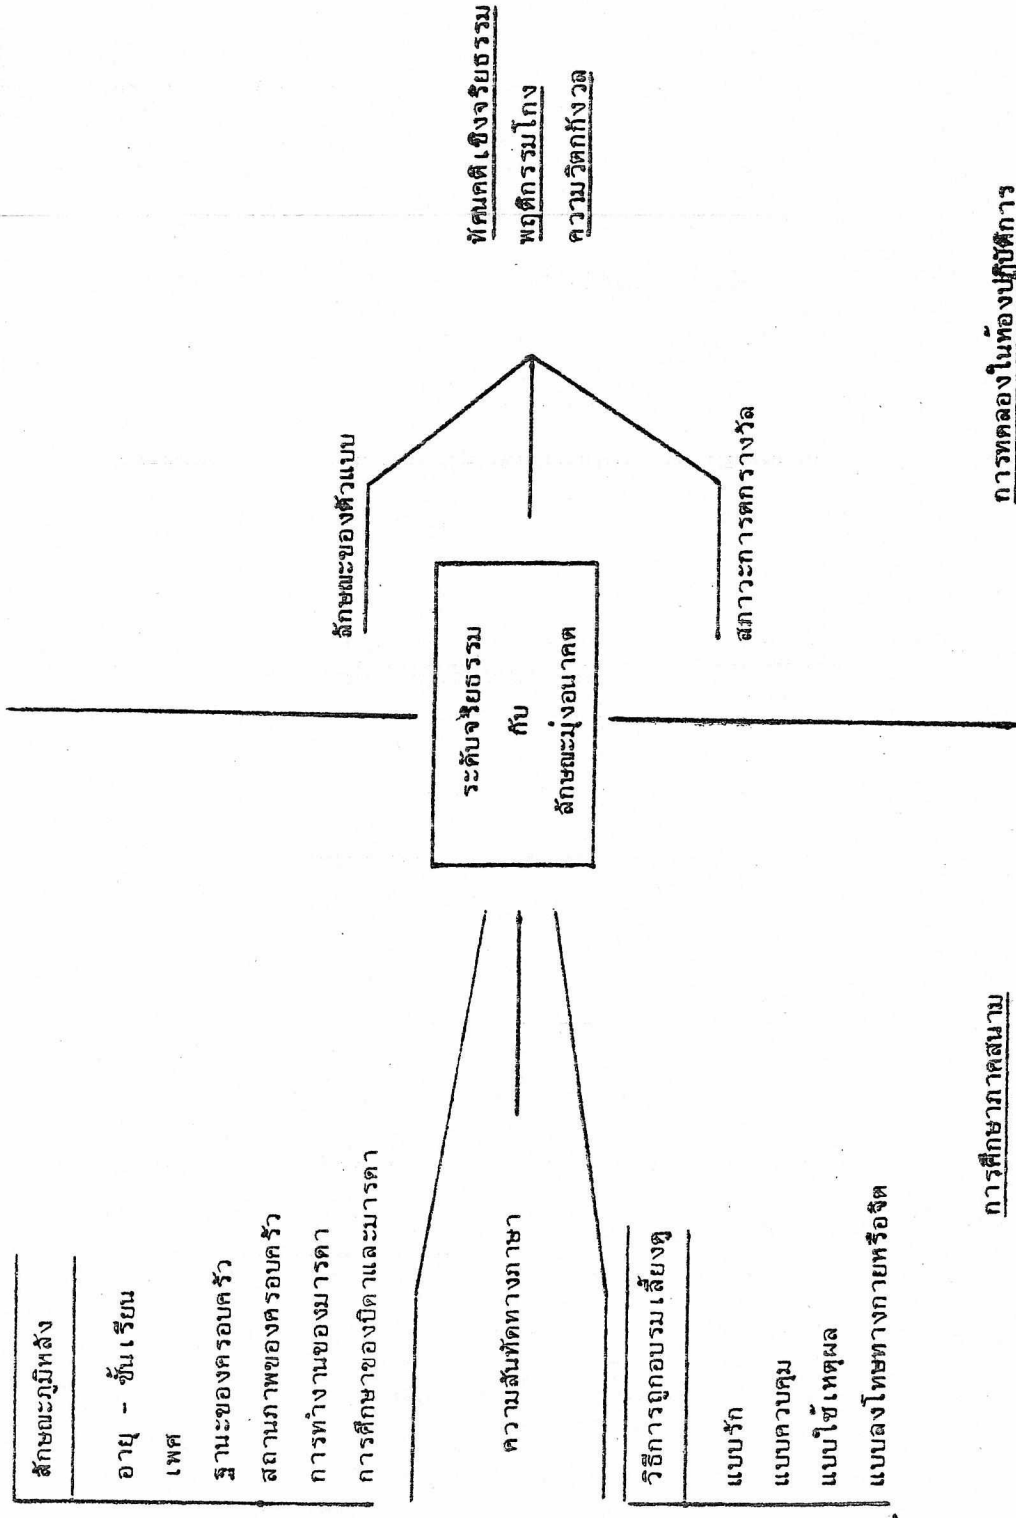 ลักษณะภูมิหลัง
อายุ - ชั้นเรียน
เพศ
ฐานะของครอบครัว
สถานภาพของครอบครัว
การทำงานของมารดา
การศึกษาของบิดาและมารดา
ความสันทัดทางภาษา
วิธีการถูกอบรมเลี้ยงดู
แบบรัก
แบบควบคุม
แบบใช้เหตุผล
แบบลงโทษทางกายหรือจิต
การศึกษาภาคสนาม
ระดับจริยธรรม
กับ
ลักษณะมุ่งอนาคต
ลักษณะของตัวแบบ
สภาวะการตกรางวัล
ทัศนคติเชิงจริยธรรม
พฤติกรรมโกง
ความวิตกกังวล
การทดลองในห้องปฏิบัติการ